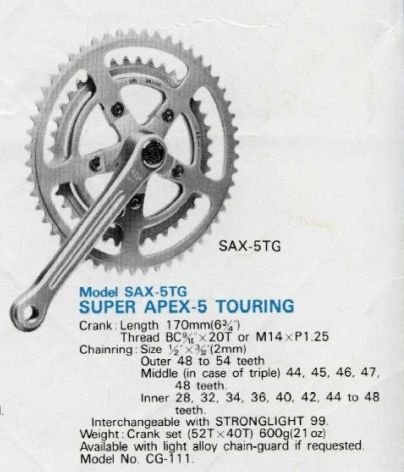 SAX-5TG
Model SAX-5TG
SUPER APEX-5 TOURING
Crank: Length 170mm(6¾″)
Thread BC9/16″×20T or M14×P1.25
Chainring: Size ½″×3/32″(2mm)
Outer 48 to 54 teeth
Middle (in case of triple) 44, 45, 46, 47,
48 teeth.
Inner 28, 32, 34, 36, 40, 42, 44 to 48
teeth.
Interchangeable with STRONGLIGHT 99.
Weight: Crank set (52T×40T) 600g(21 oz)
Available with light alloy chain-guard if requested.
Model No. CG-111.